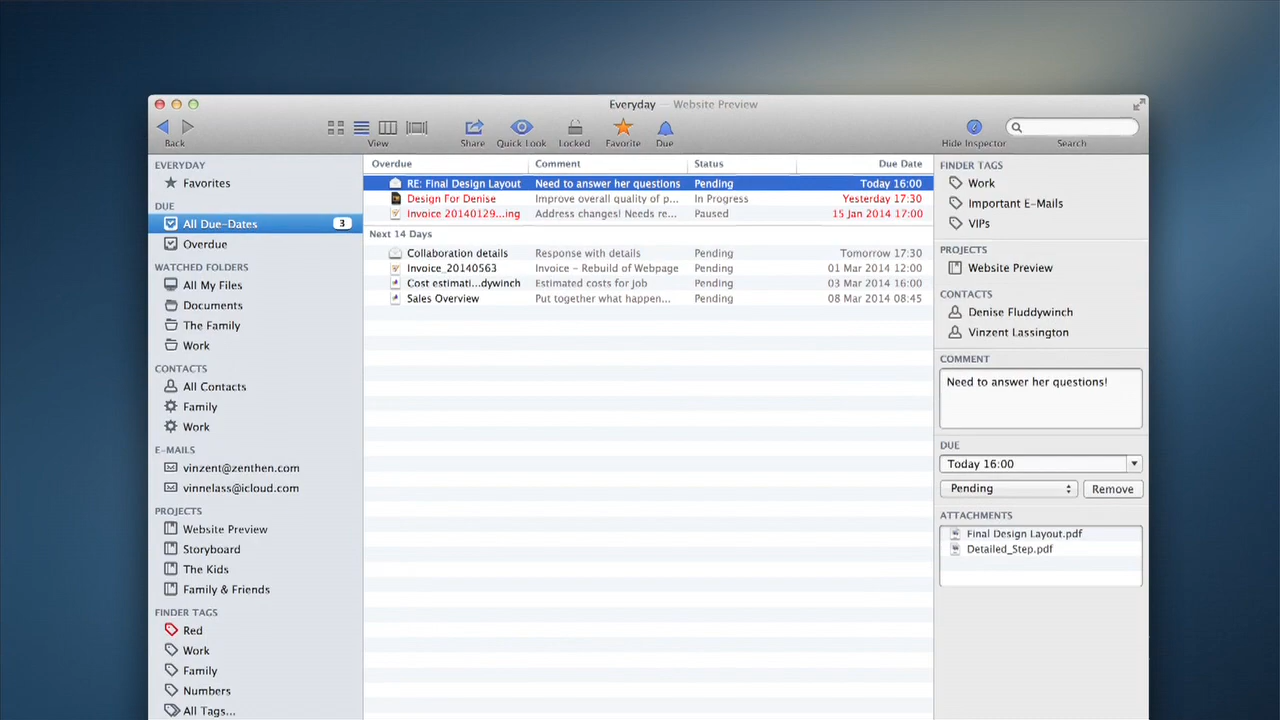 Everyday — Website Preview
Back
View
Share
Quick Look
Locked
Favorite
Due
Hide Inspector
Search
EVERYDAY
Favorites
DUE
All Due-Dates 3
Overdue
WATCHED FOLDERS
All My Files
Documents
The Family
Work
CONTACTS
All Contacts
Family
Work
E-MAILS
vinzent@zenthen.com
vinnelass@icloud.com
PROJECTS
Website Preview
Storyboard
The Kids
Family & Friends
FINDER TAGS
Red
Work
Family
Numbers
All Tags...
Overdue Comment Status Due Date
RE: Final Design Layout Need to answer her questions Pending Today 16:00
Design For Denise Improve overall quality of p... In Progress Yesterday 17:30
Invoice 20140129...ing Address changes! Needs re... Paused 15 Jan 2014 17:00
Next 14 Days
Collaboration details Response with details Pending Tomorrow 17:30
Invoice_20140563 Invoice – Rebuild of Webpage Pending 01 Mar 2014 12:00
Cost estimati...dywinch Estimated costs for Job Pending 03 Mar 2014 16:00
Sales Overview Put together what happen... Pending 08 Mar 2014 08:45
FINDER TAGS
Work
Important E-Mails
VIPs
PROJECTS
Website Preview
CONTACTS
Denise Fluddywinch
Vinzent Lassington
COMMENT
Need to answer her questions!
DUE
Today 16:00
Pending Remove
ATTACHMENTS
Final Design Layout.pdf
Detailed_Step.pdf